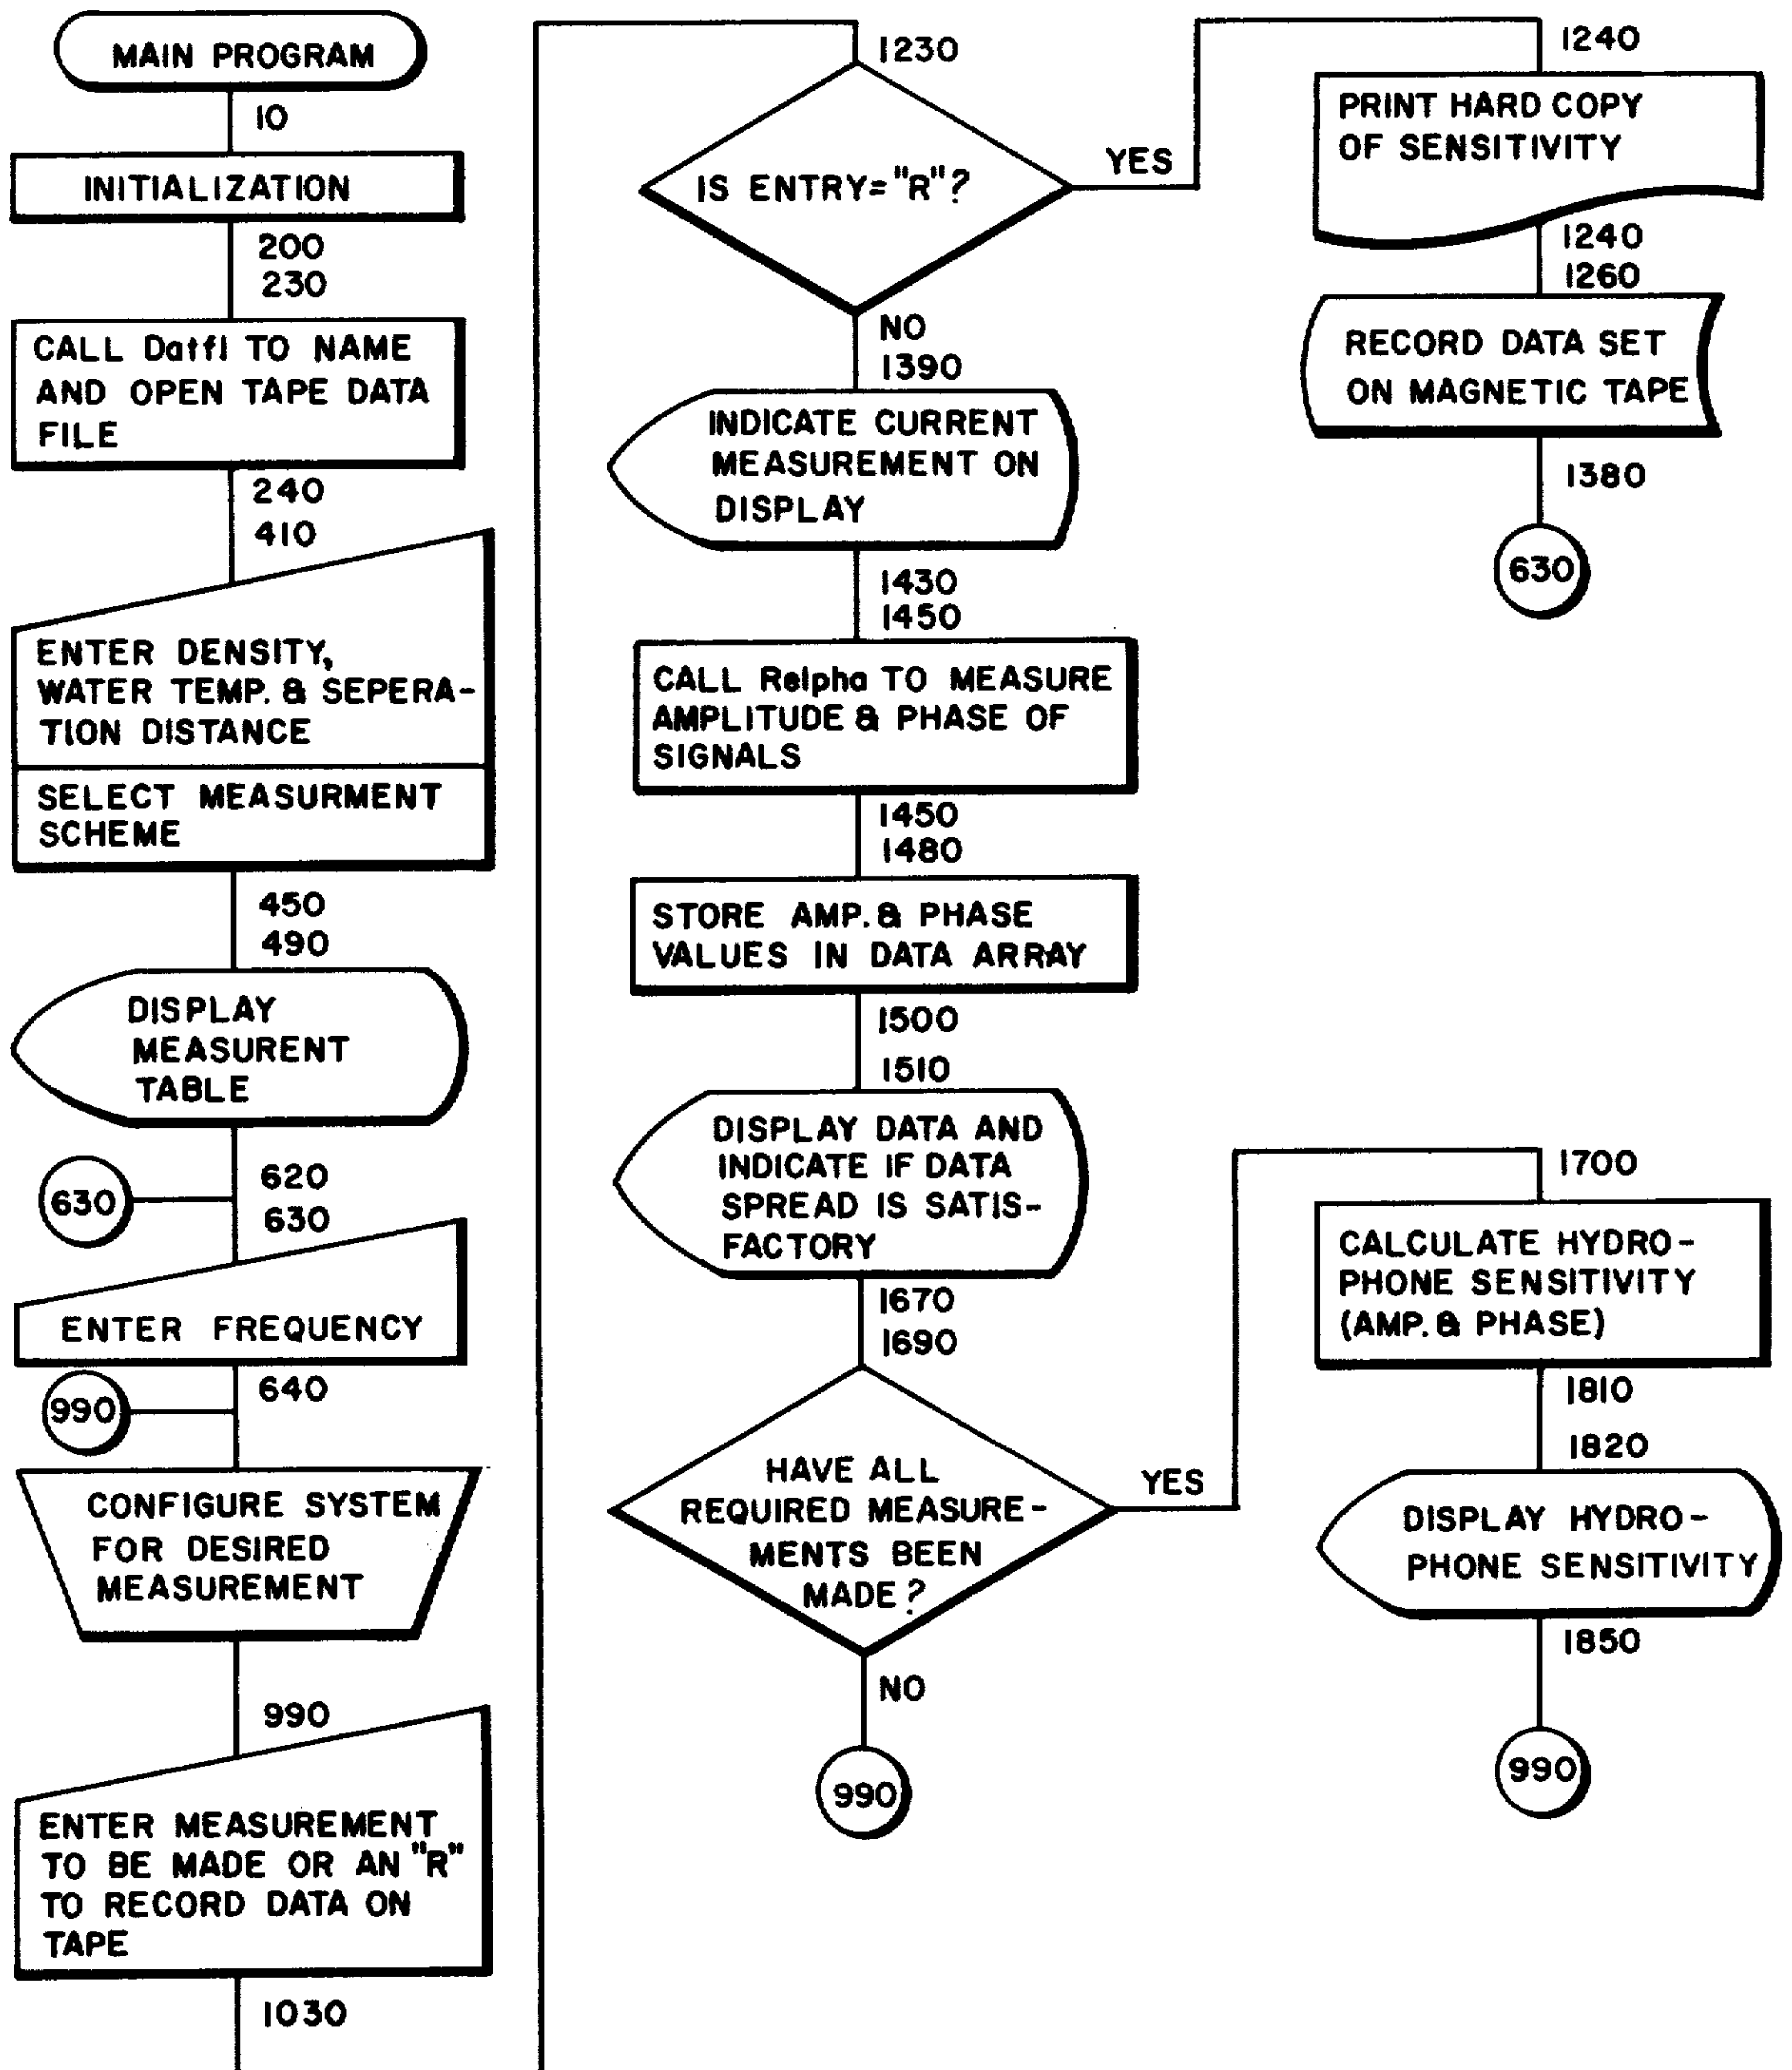 MAIN PROGRAM
10
INITIALIZATION
200
230
CALL Datfl TO NAME
AND OPEN TAPE DATA
FILE
240
410
ENTER DENSITY,
WATER TEMP. & SEPERA-
TION DISTANCE
SELECT MEASURMENT
SCHEME
450
490
DISPLAY
MEASURENT
TABLE
620
630
630
ENTER FREQUENCY
640
990
CONFIGURE SYSTEM
FOR DESIRED
MEASUREMENT
990
ENTER MEASUREMENT
TO BE MADE OR AN "R"
TO RECORD DATA ON
TAPE
1030
1230
IS ENTRY="R"?
YES
NO
1390
INDICATE CURRENT
MEASUREMENT ON
DISPLAY
1430
1450
CALL Relpha TO MEASURE
AMPLITUDE & PHASE OF
SIGNALS
1450
1480
STORE AMP. & PHASE
VALUES IN DATA ARRAY
1500
1510
DISPLAY DATA AND
INDICATE IF DATA
SPREAD IS SATIS-
FACTORY
1670
1690
HAVE ALL
REQUIRED MEASURE-
MENTS BEEN
MADE?
YES
NO
990
1240
PRINT HARD COPY
OF SENSITIVITY
1240
1260
RECORD DATA SET
ON MAGNETIC TAPE
1380
630
1700
CALCULATE HYDRO-
PHONE SENSITIVITY
(AMP. & PHASE)
1810
1820
DISPLAY HYDRO-
PHONE SENSITIVITY
1850
990